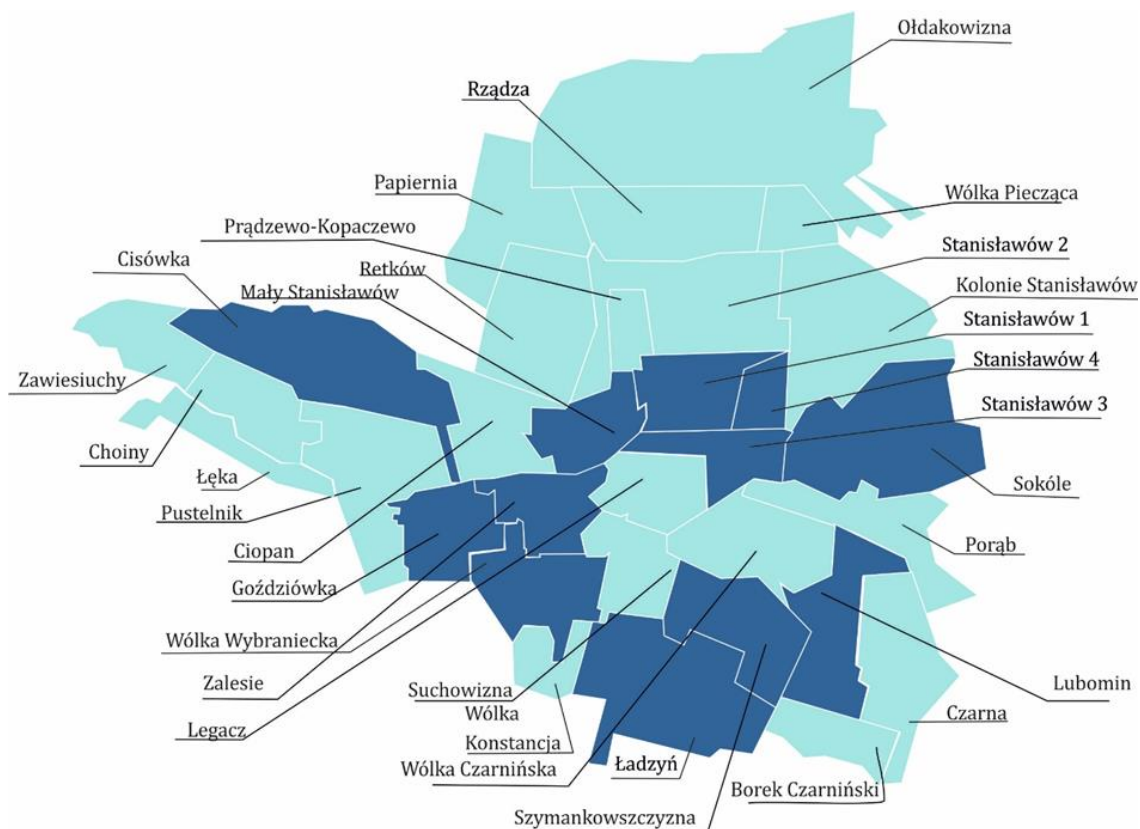 Ołdakowizna
Rządza
Papiernia
Wólka Piecząca
Prądzewo-Kopaczewo
Stanisławów 2
Cisówka
Retków
Kolonie Stanisławów
Mały Stanisławów
Stanisławów 1
Stanisławów 4
Zawiesiuchy
Stanisławów 3
Choiny
Łęka
Sokóle
Pustelnik
Ciopan
Porąb
Goździówka
Wólka Wybraniecka
Zalesie
Suchowizna
Lubomin
Wólka
Czarna
Legacz
Konstancja
Wólka Czarnińska
Ładzyń
Borek Czarniński
Szymankowszczyzna